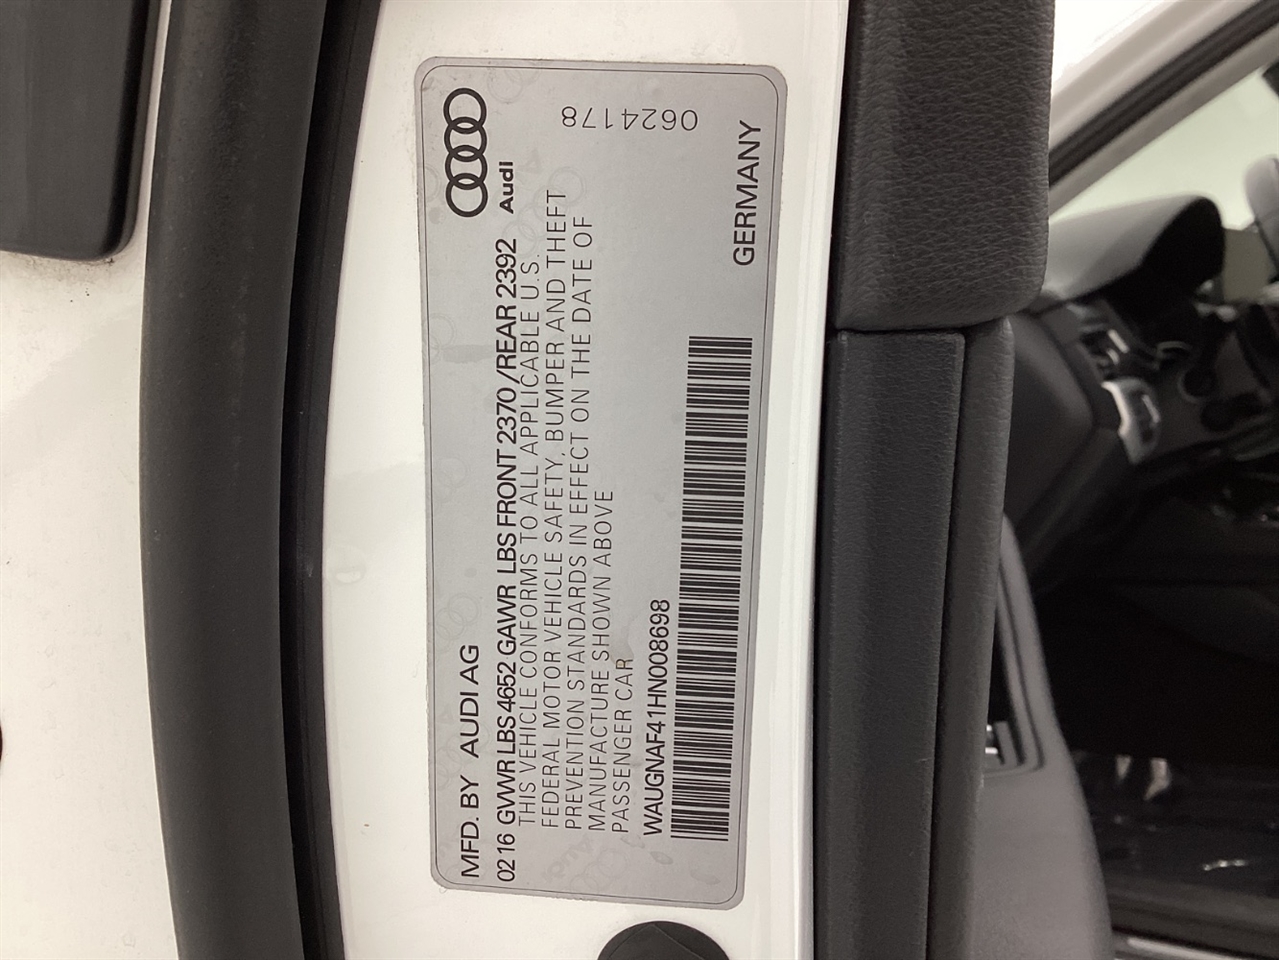 MFD. BY AUDI AG
Audi
02 16 GVWR LBS 4652 GAWR LBS FRONT 2370 /REAR 2392
THIS VEHICLE CONFORMS TO ALL APPLICABLE U.S.
FEDERAL MOTOR VEHICLE SAFETY, BUMPER AND THEFT
PREVENTION STANDARDS IN EFFECT ON THE DATE OF
MANUFACTURE SHOWN ABOVE
PASSENGER CAR
0624178
WAUGNAF41HN008698
GERMANY